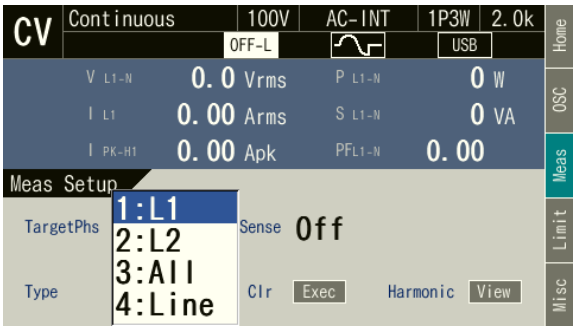 CV Continuous 100V AC-INT 1P3W 2.0k
OFF-L USB
V L1-N 0.0 Vrms P L1-N 0 W
I L1 0.00 Arms S L1-N 0 VA
I PK-H1 0.00 Apk PFL1-N 0.00
Meas Setup
TargetPhs 1:L1 Sense Off
2:L2
3:All
Type 4:Line Clr Exec Harmonic View
Home
OSC
Meas
Limit
Misc